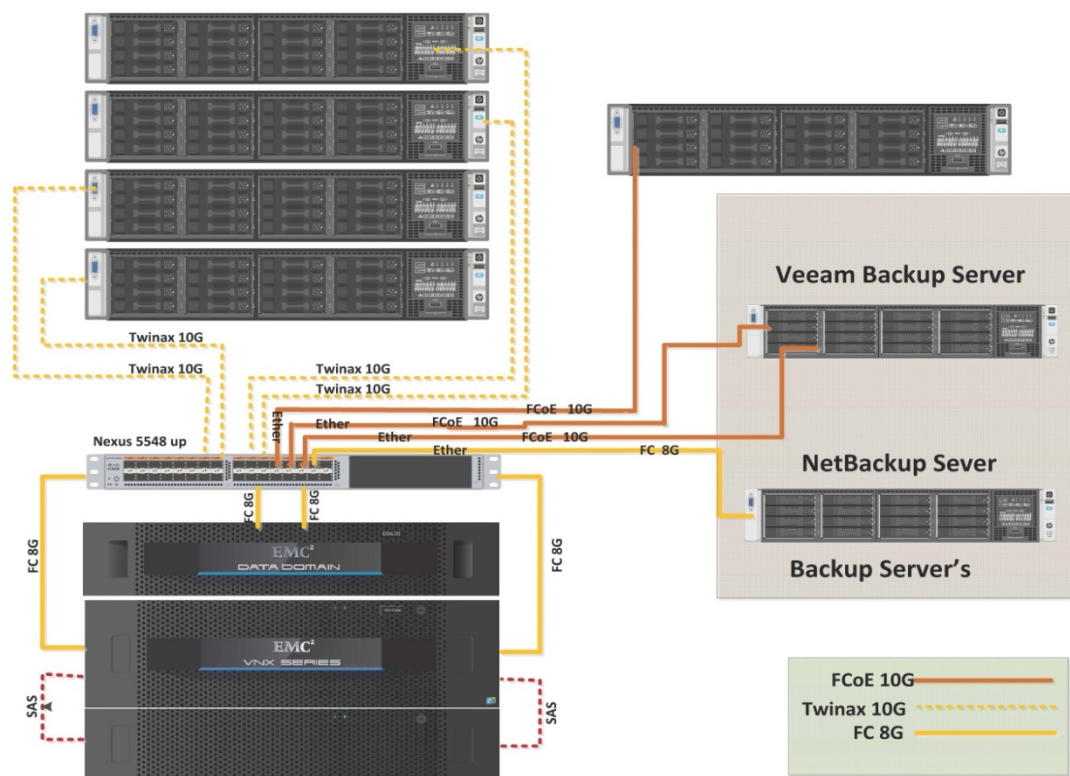 Veeam Backup Server
Twinax 10G
Twinax 10G
Twinax 10G
Twinax 10G
FCoE 10G
Ether
Ether
FCoE 10G
Ether
FCoE 10G
Ether
FC 8G
Nexus 5548 up
NetBackup Sever
FC 8G
FC 8G
FC 8G
FC 8G
EMC²
DATA DOMAIN
Backup Server's
EMC²
VNX SERIES
SAS
SAS
FCoE 10G
Twinax 10G
FC 8G